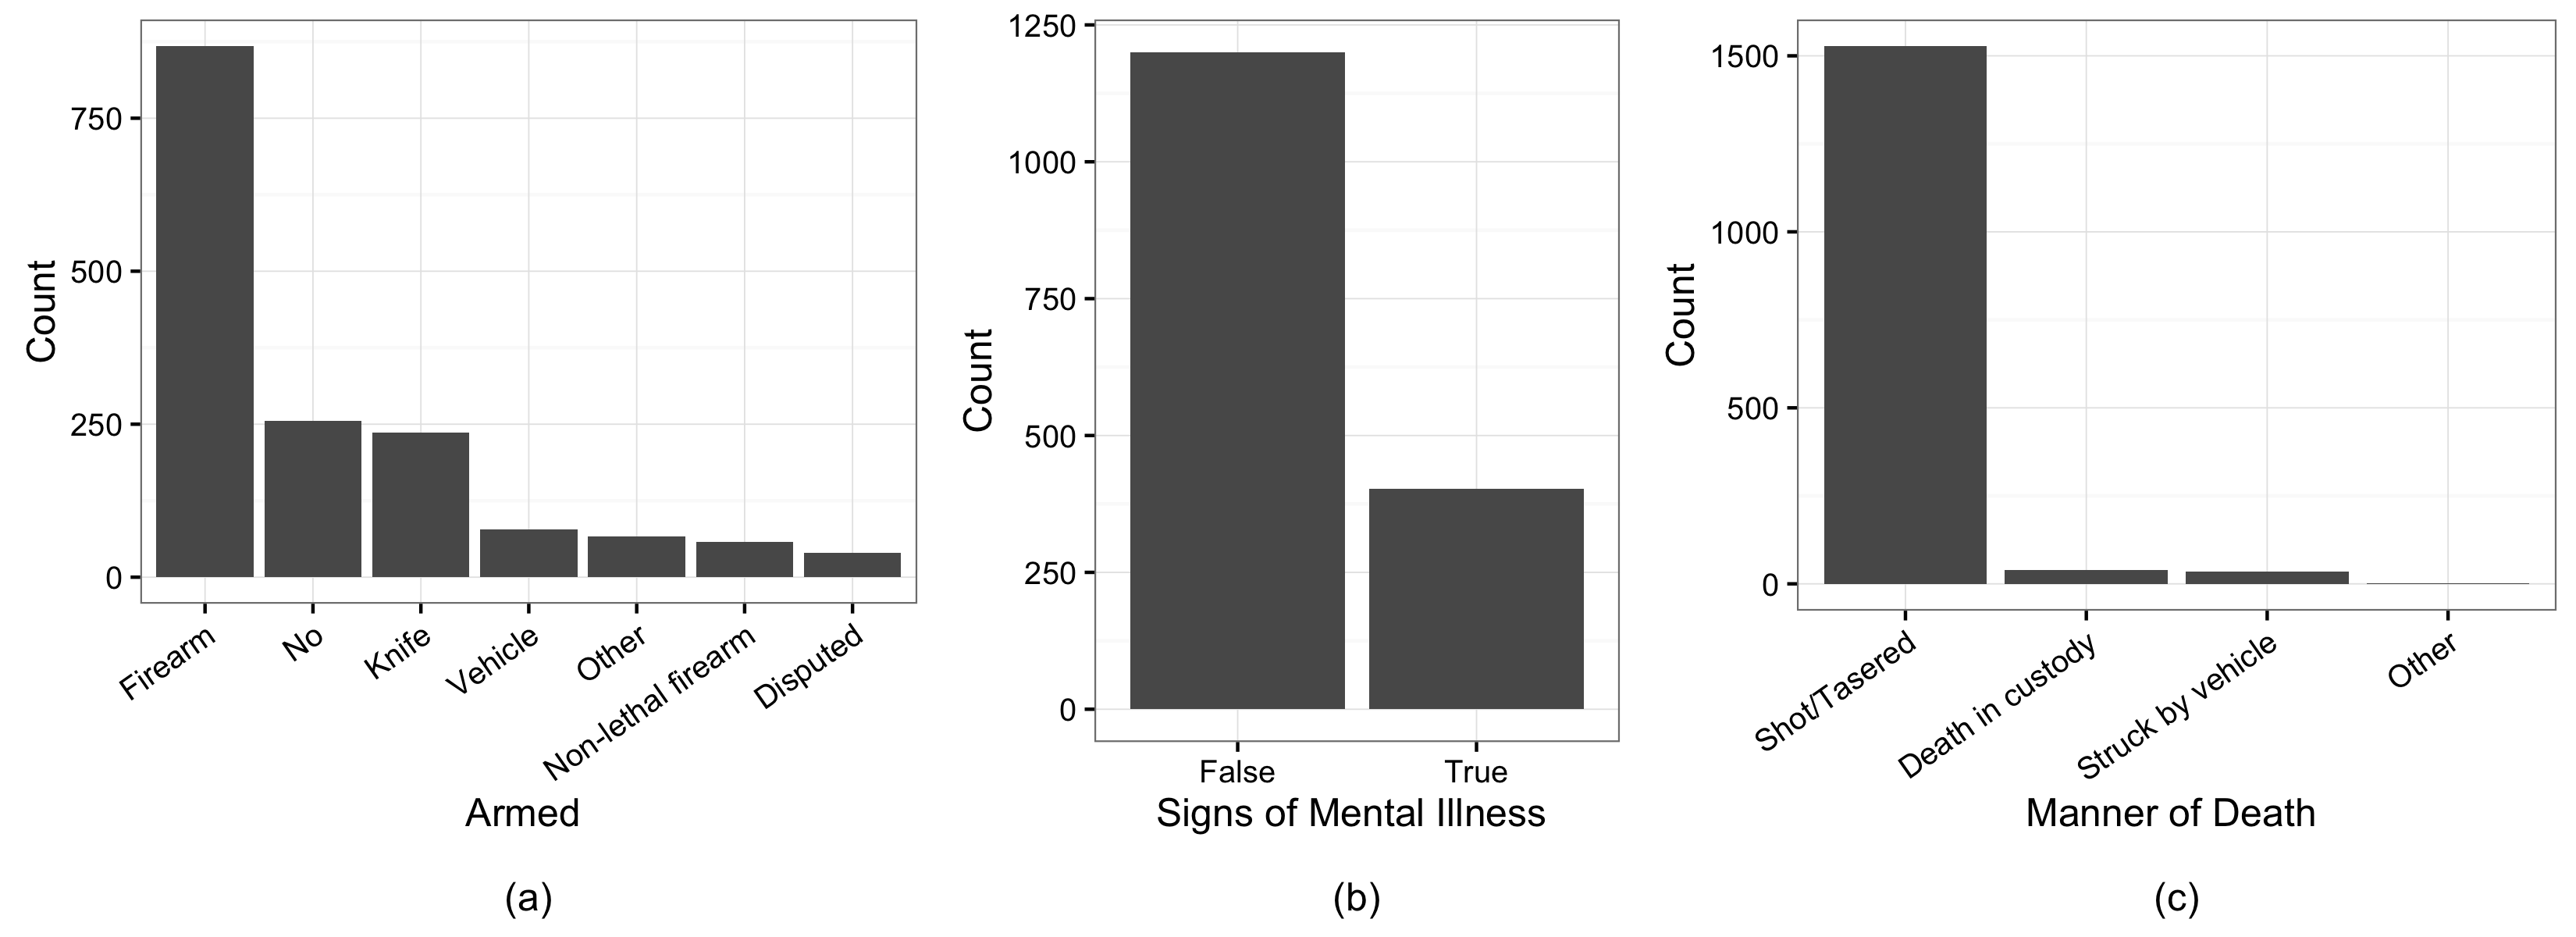 Count
750
500
250
0
Firearm
No
Knife
Vehicle
Other
Non-lethal firearm
Disputed
Armed
(a)
Count
1250
1000
750
500
250
0
False
True
Signs of Mental Illness
(b)
Count
1500
1000
500
0
Shot/Tasered
Death in custody
Struck by vehicle
Other
Manner of Death
(c)